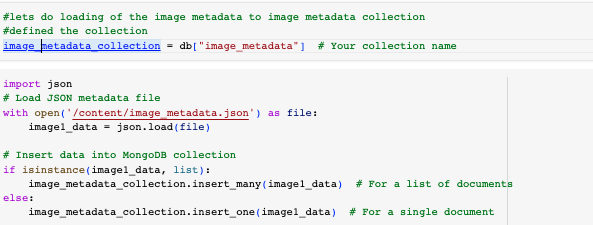 #lets do loading of the image metadata to image metadata collection
#defined the collection
image_metadata_collection = db["image_metadata"]  # Your collection name
import json
# Load JSON metadata file
with open('/content/image_metadata.json') as file:
    image1_data = json.load(file)
# Insert data into MongoDB collection
if isinstance(image1_data, list):
    image_metadata_collection.insert_many(image1_data)  # For a list of documents
else:
    image_metadata_collection.insert_one(image1_data)  # For a single document